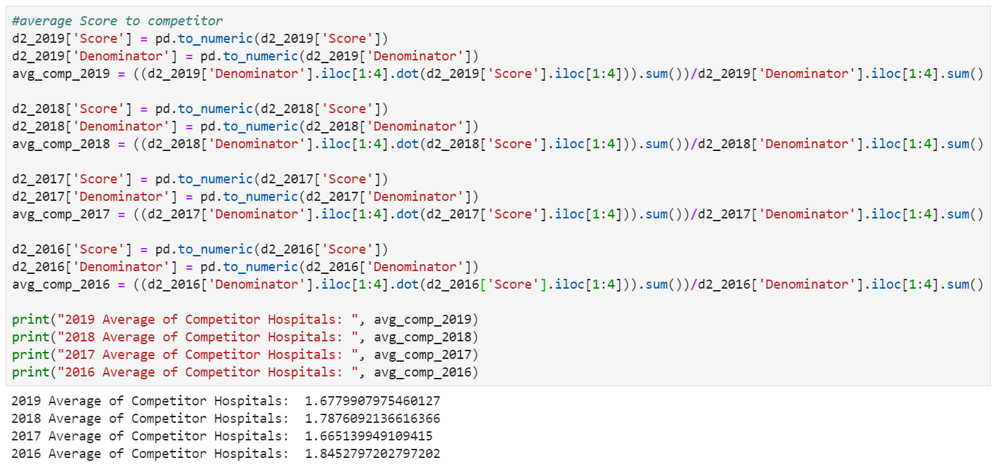 #average Score to competitor
d2_2019['Score'] = pd.to_numeric(d2_2019['Score'])
d2_2019['Denominator'] = pd.to_numeric(d2_2019['Denominator'])
avg_comp_2019 = ((d2_2019['Denominator'].iloc[1:4].dot(d2_2019['Score'].iloc[1:4])).sum())/d2_2019['Denominator'].iloc[1:4].sum()
d2_2018['Score'] = pd.to_numeric(d2_2018['Score'])
d2_2018['Denominator'] = pd.to_numeric(d2_2018['Denominator'])
avg_comp_2018 = ((d2_2018['Denominator'].iloc[1:4].dot(d2_2018['Score'].iloc[1:4])).sum())/d2_2018['Denominator'].iloc[1:4].sum()
d2_2017['Score'] = pd.to_numeric(d2_2017['Score'])
d2_2017['Denominator'] = pd.to_numeric(d2_2017['Denominator'])
avg_comp_2017 = ((d2_2017['Denominator'].iloc[1:4].dot(d2_2017['Score'].iloc[1:4])).sum())/d2_2017['Denominator'].iloc[1:4].sum()
d2_2016['Score'] = pd.to_numeric(d2_2016['Score'])
d2_2016['Denominator'] = pd.to_numeric(d2_2016['Denominator'])
avg_comp_2016 = ((d2_2016['Denominator'].iloc[1:4].dot(d2_2016['Score'].iloc[1:4])).sum())/d2_2016['Denominator'].iloc[1:4].sum()
print("2019 Average of Competitor Hospitals: ", avg_comp_2019)
print("2018 Average of Competitor Hospitals: ", avg_comp_2018)
print("2017 Average of Competitor Hospitals: ", avg_comp_2017)
print("2016 Average of Competitor Hospitals: ", avg_comp_2016)
2019 Average of Competitor Hospitals:  1.6779907975460127
2018 Average of Competitor Hospitals:  1.7876092136616366
2017 Average of Competitor Hospitals:  1.665139949109415
2016 Average of Competitor Hospitals:  1.8452797202797202